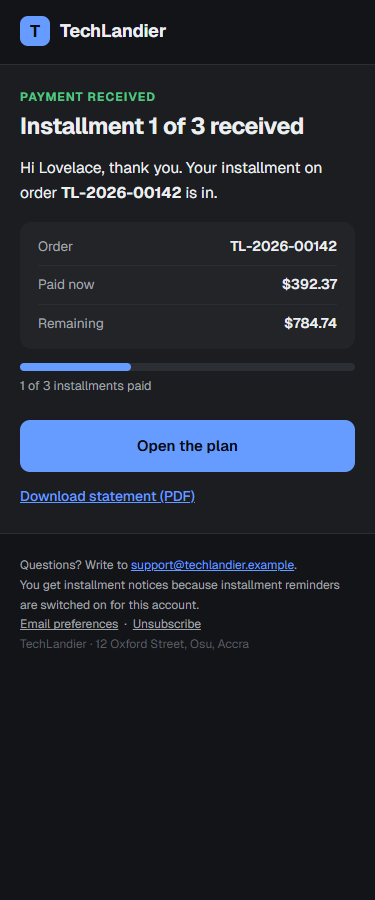 T TechLandier
PAYMENT RECEIVED
Installment 1 of 3 received
Hi Lovelace, thank you. Your installment on
order TL-2026-00142 is in.
Order TL-2026-00142
Paid now $392.37
Remaining $784.74
1 of 3 installments paid
Open the plan
Download statement (PDF)
Questions? Write to support@techlandier.example.
You get installment notices because installment reminders
are switched on for this account.
Email preferences · Unsubscribe
TechLandier · 12 Oxford Street, Osu, Accra